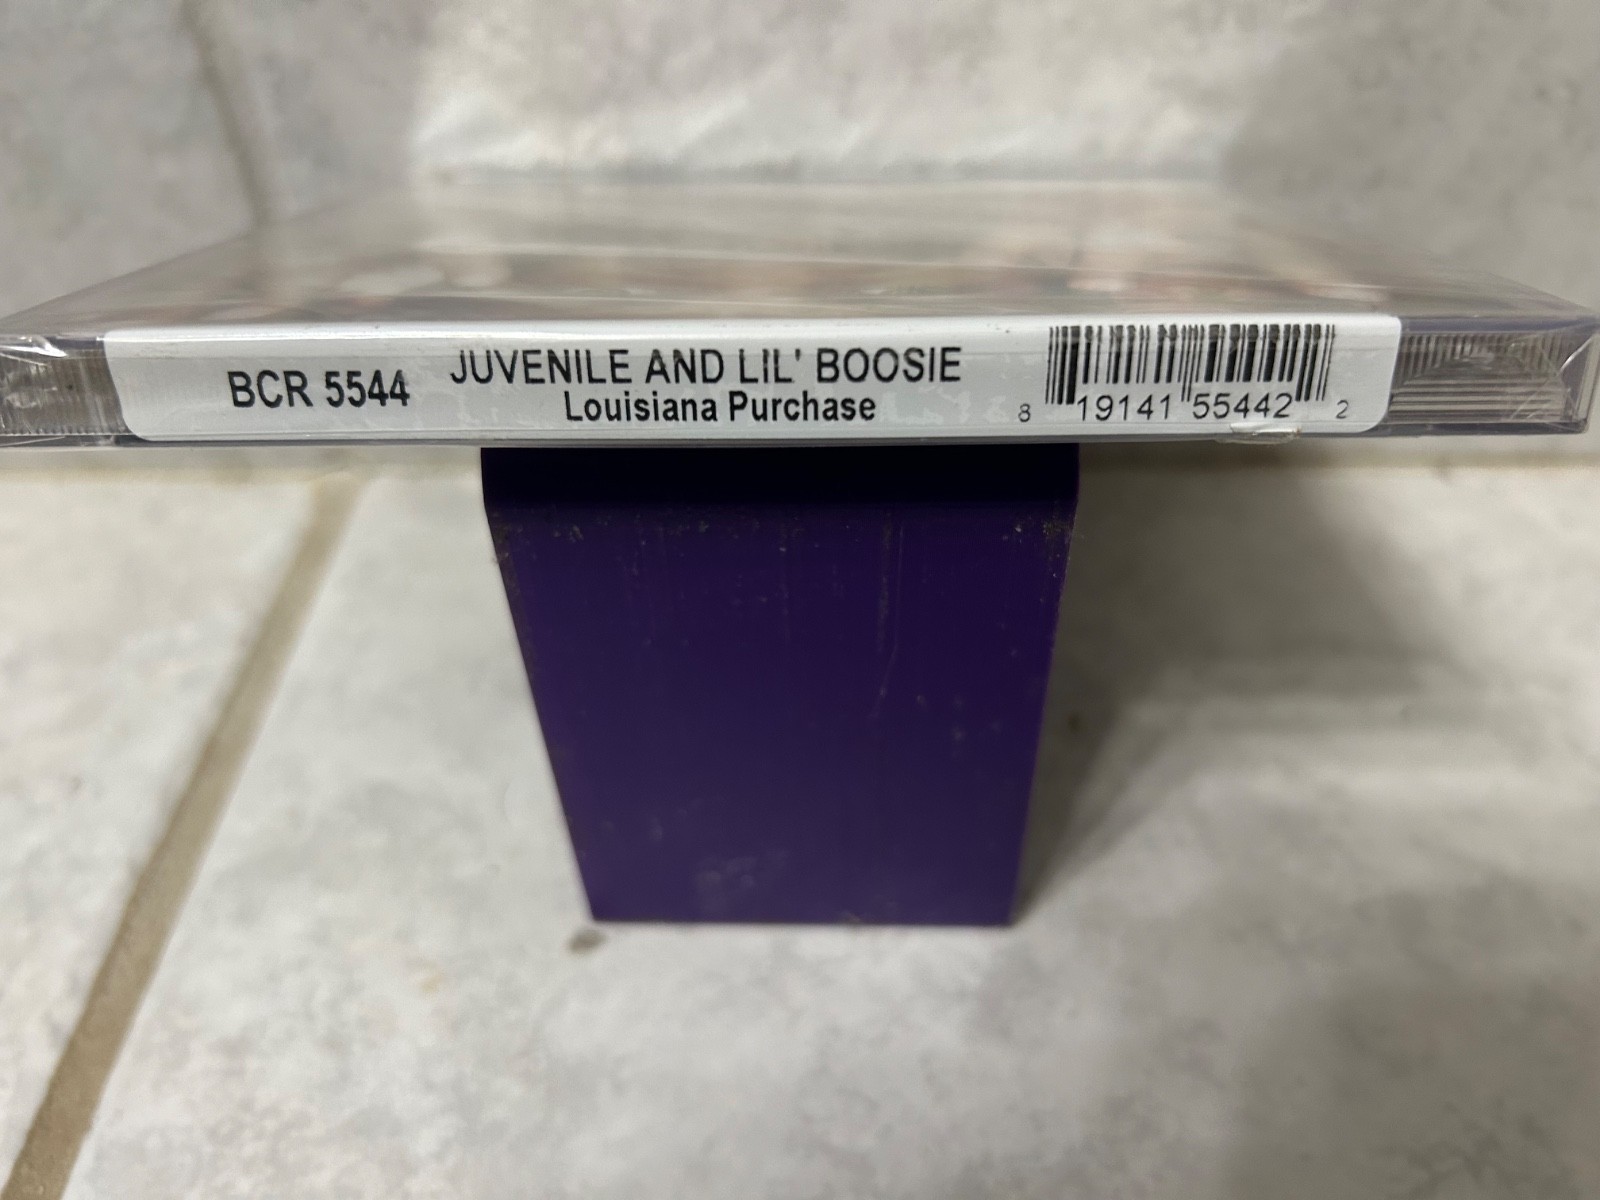 BCR 5544
JUVENILE AND LIL' BOOSIE
Louisiana Purchase
8 19141 55442 2